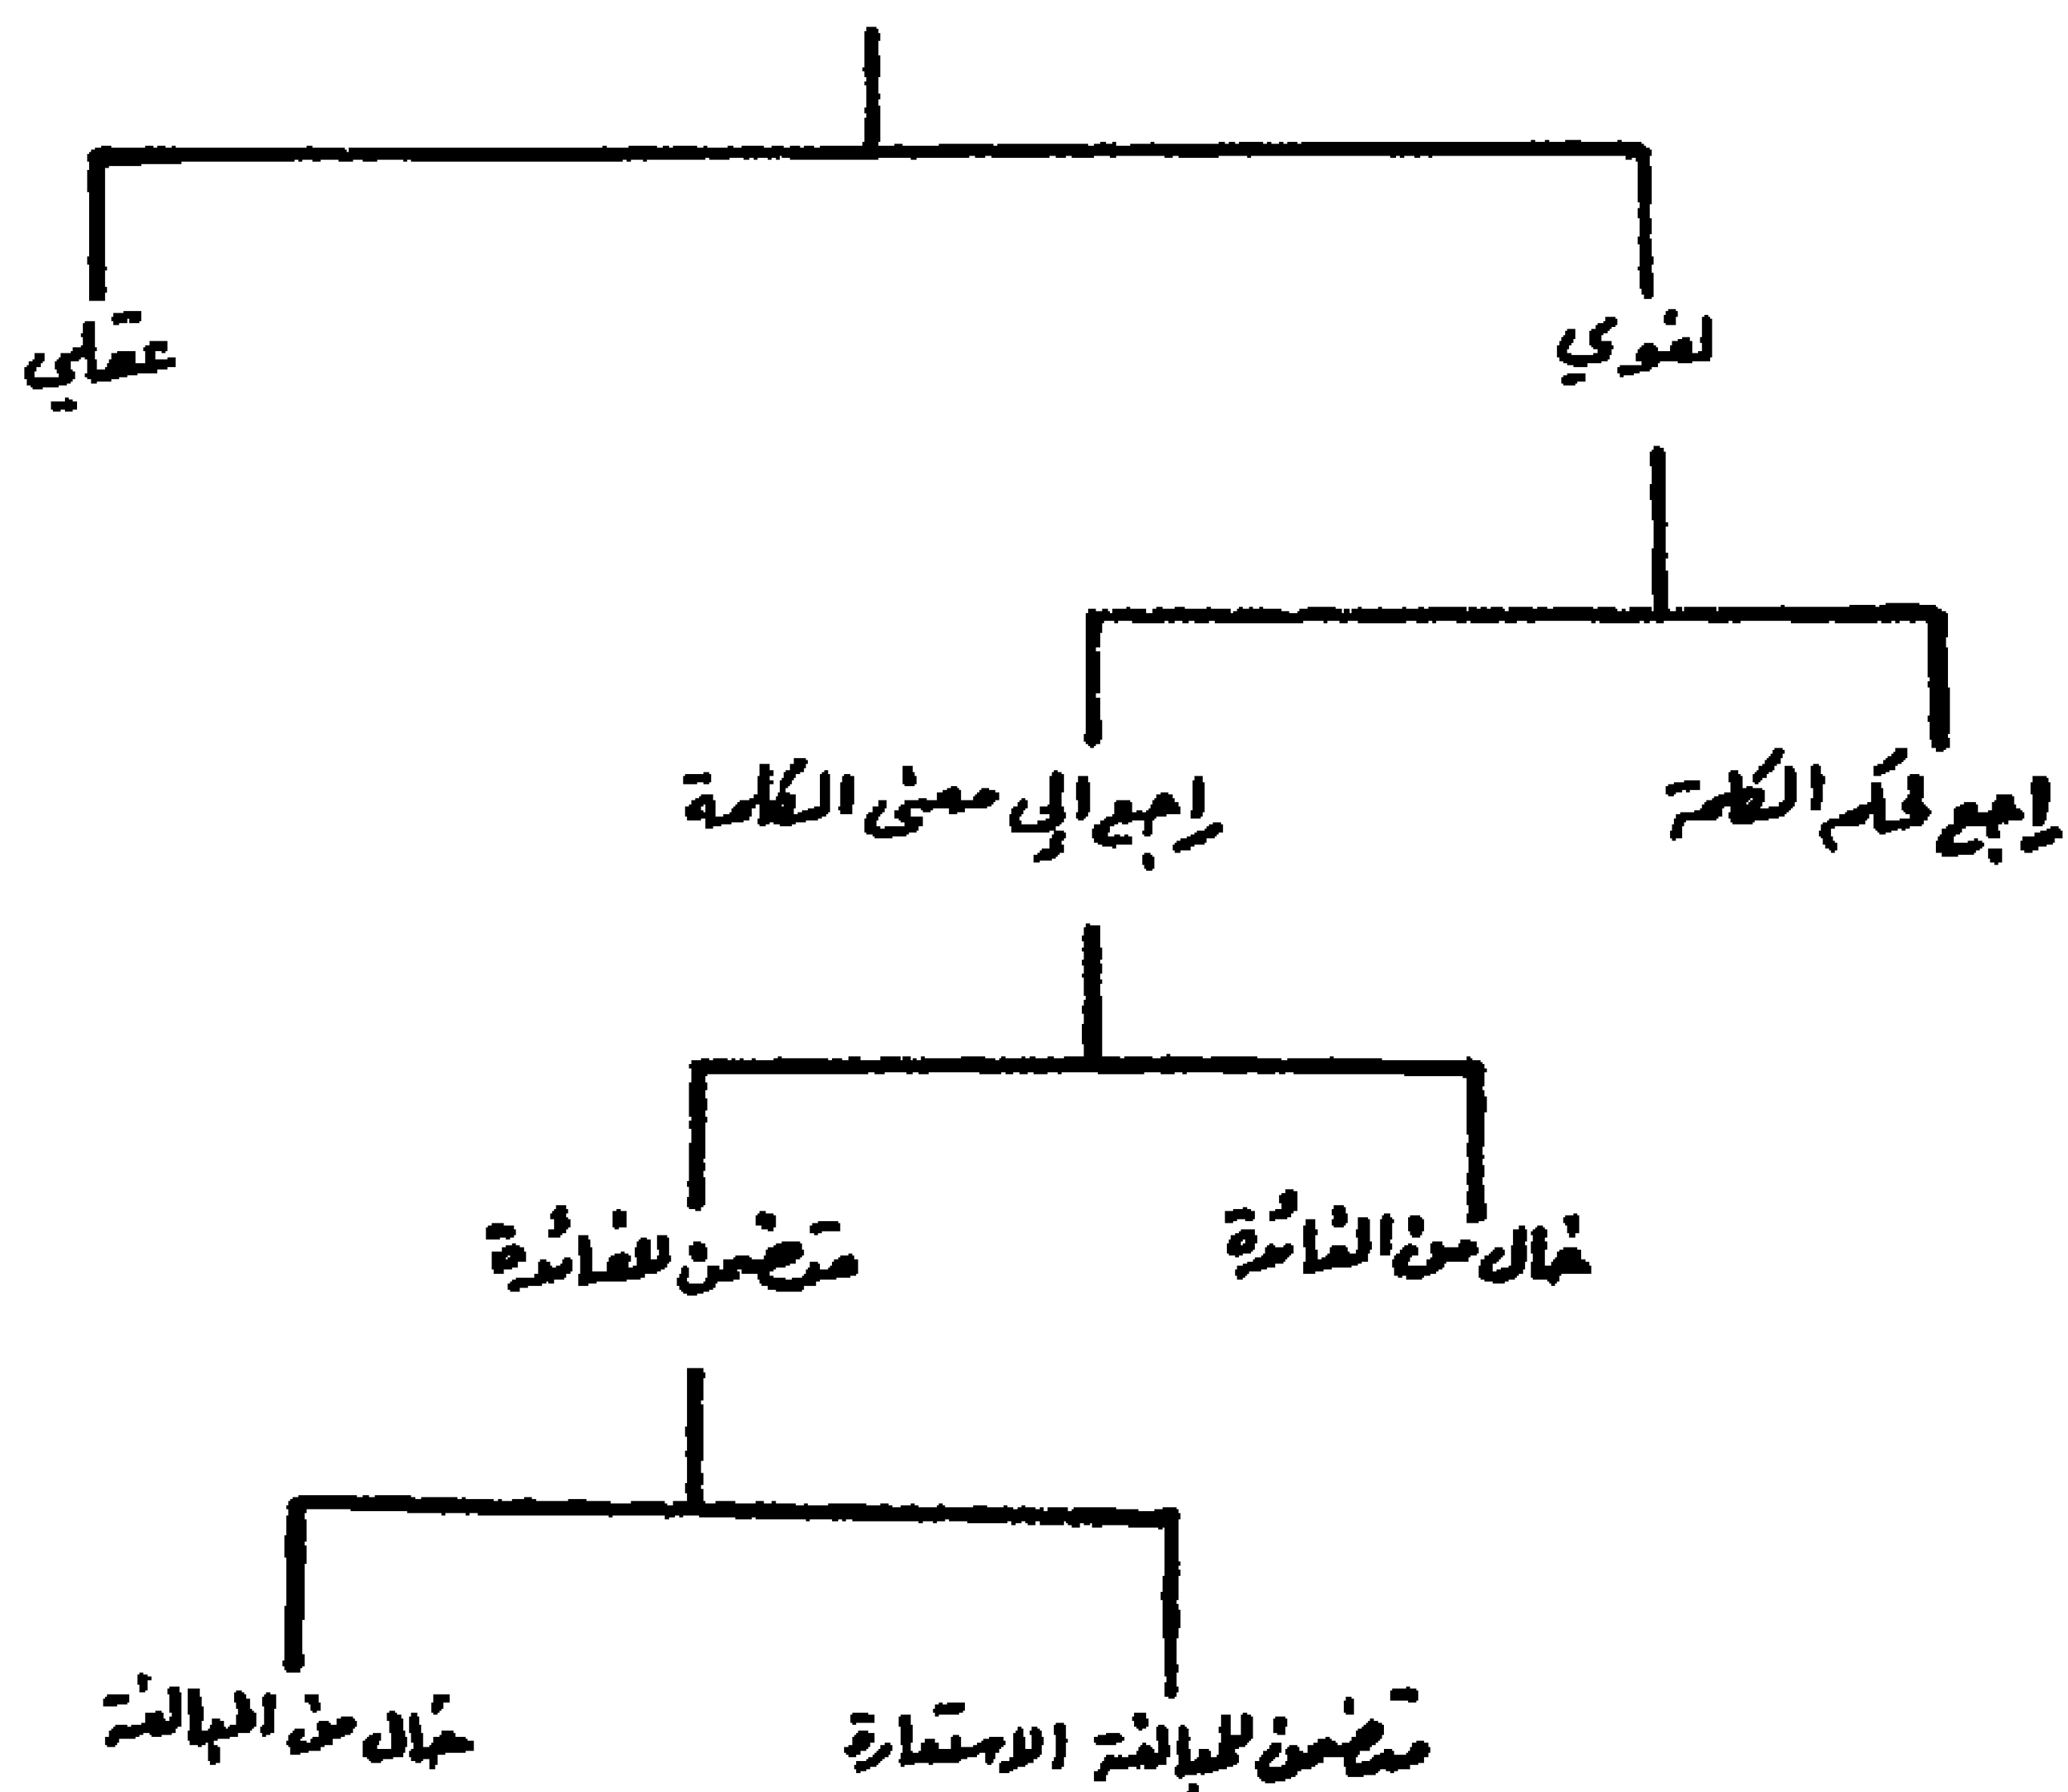 لغوي
عقلي
راجع لحكم الكلمة
راجع إلى معنى الكلمة
خال من الفائدة
متضمن للفائدة
متضمن للمبالغة الاستعارة
خال من المبالغة